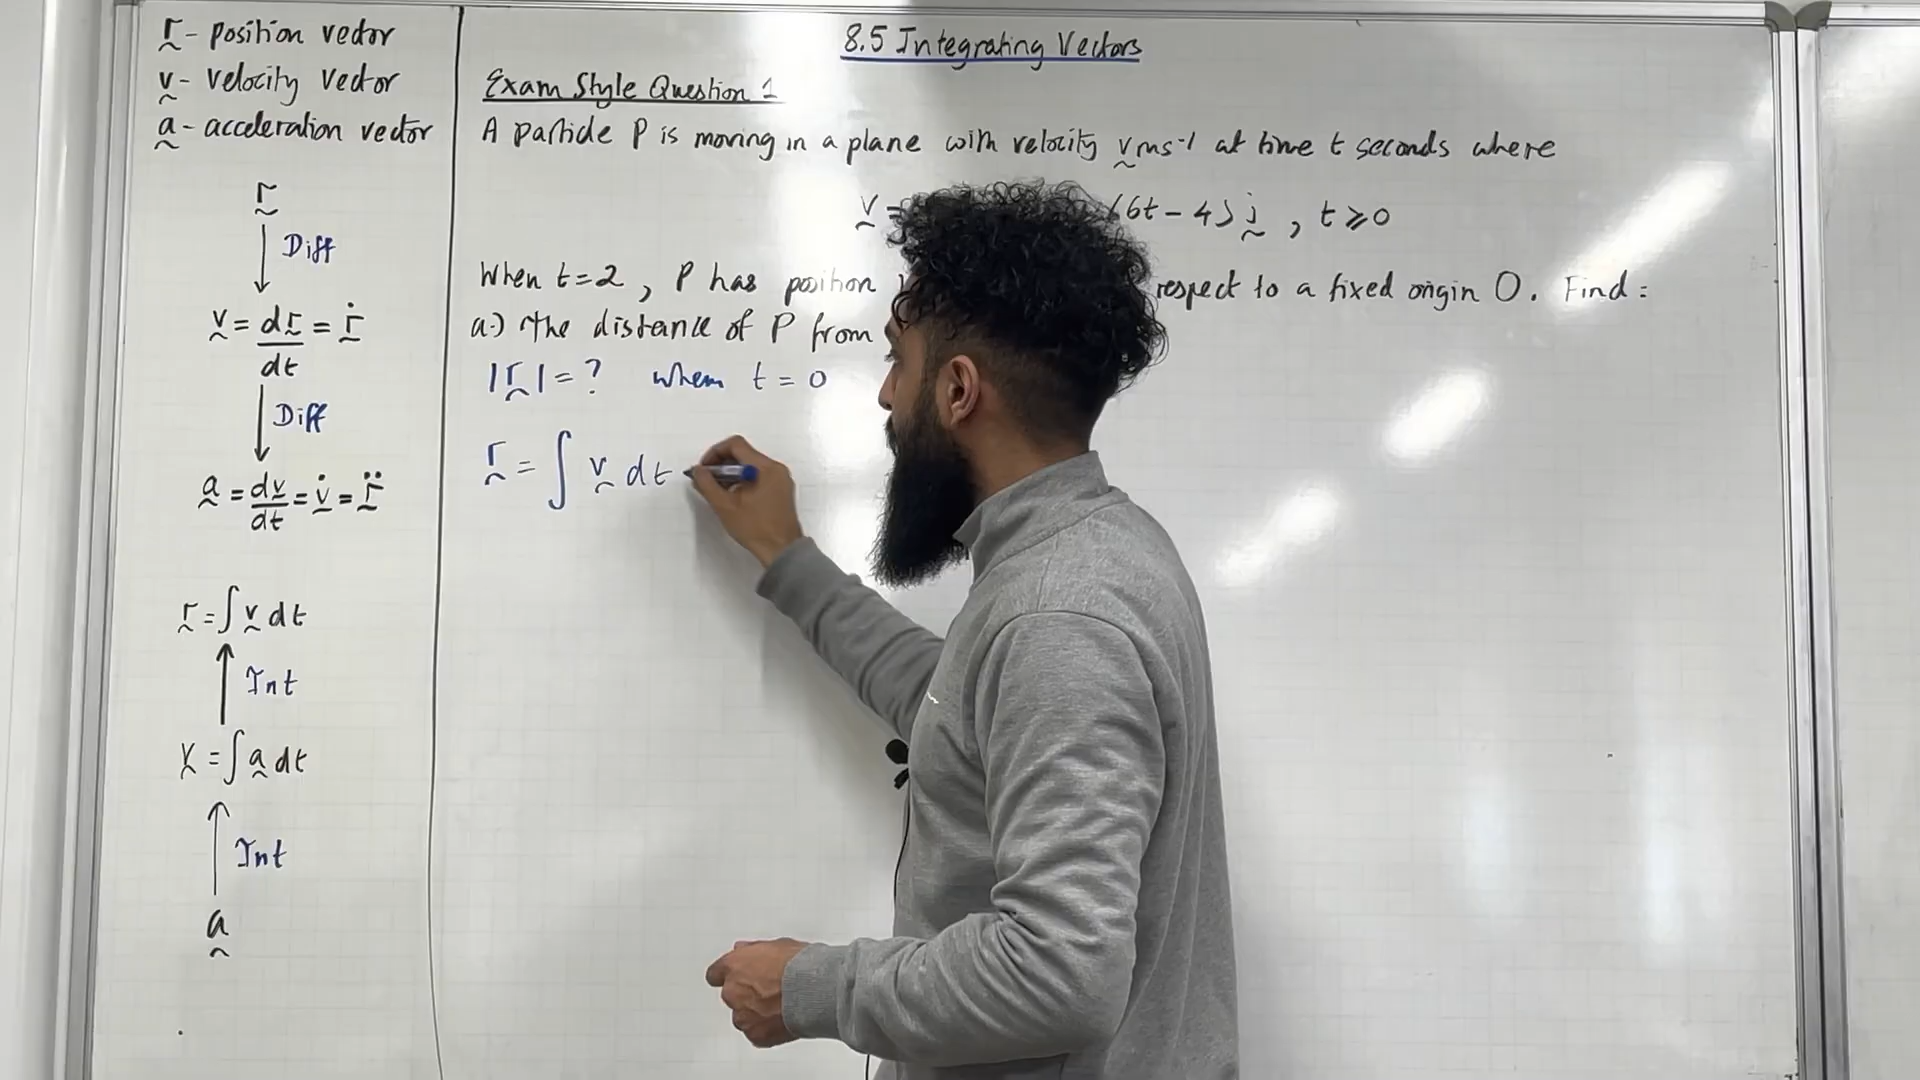 r - position vector
v - velocity vector
a - acceleration vector
r
Diff
v = dr/dt = ṙ
Diff
a = dv/dt = v̇ = r̈
r = ∫ v dt
Int
v = ∫ a dt
Int
a
8.5 Integrating Vectors
Exam Style Question 1
A particle P is moving in a plane with velocity v ms⁻¹ at time t seconds where
v = (6t - 4) j , t ⩾ 0
When t = 2 , P has position respect to a fixed origin O. Find :
a.) The distance of P from
|r| = ? when t = 0
r = ∫ v dt